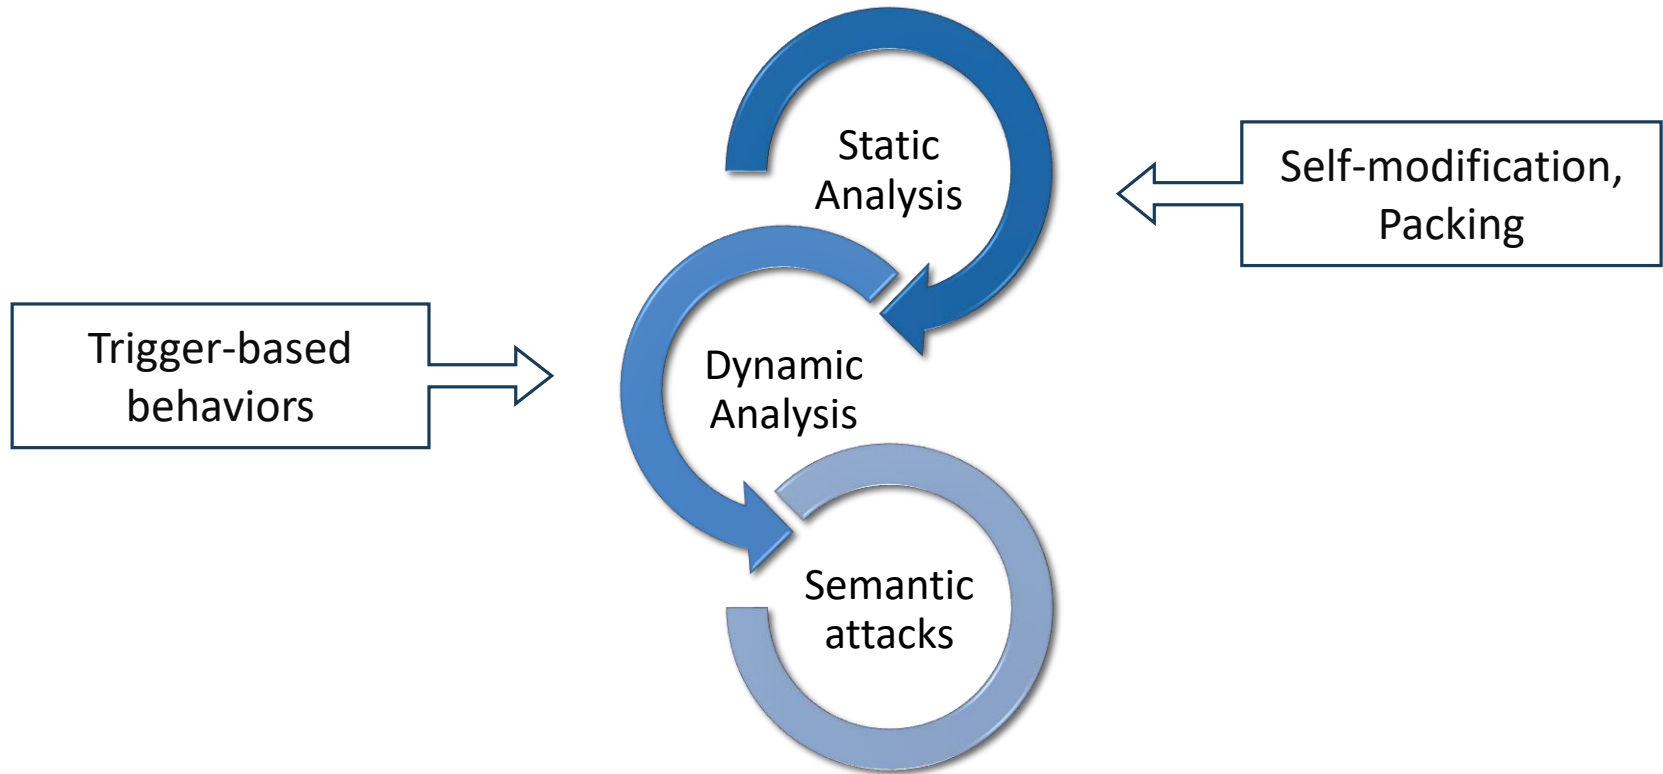 Static
Analysis
Self-modification,
Packing
Trigger-based
behaviors
Dynamic
Analysis
Semantic
attacks